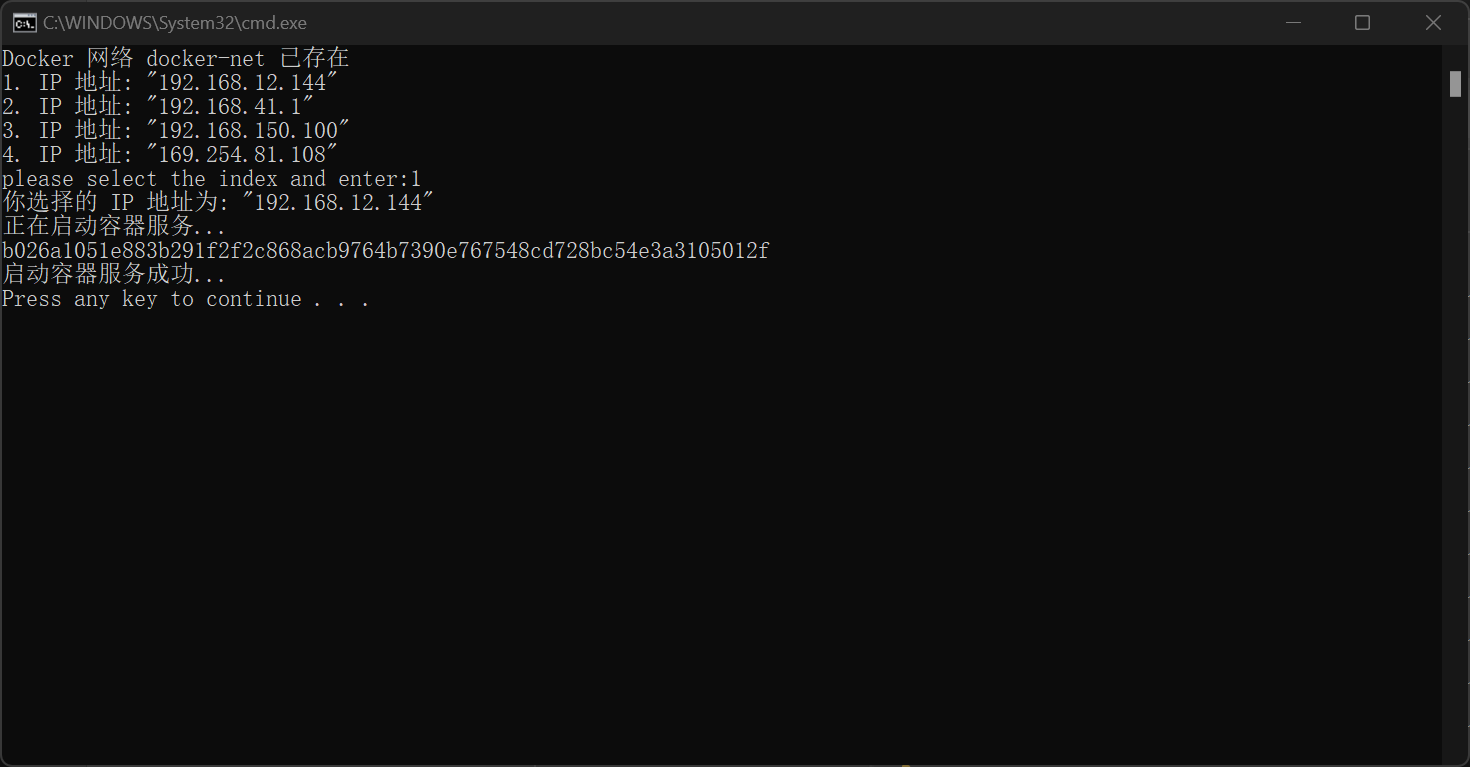 C:\WINDOWS\System32\cmd.exe
Docker 网络 docker-net 已存在
1. IP 地址: "192.168.12.144"
2. IP 地址: "192.168.41.1"
3. IP 地址: "192.168.150.100"
4. IP 地址: "169.254.81.108"
please select the index and enter:1
你选择的 IP 地址为: "192.168.12.144"
正在启动容器服务...
b026a1051e883b291f2f2c868acb9764b7390e767548cd728bc54e3a3105012f
启动容器服务成功...
Press any key to continue . . .